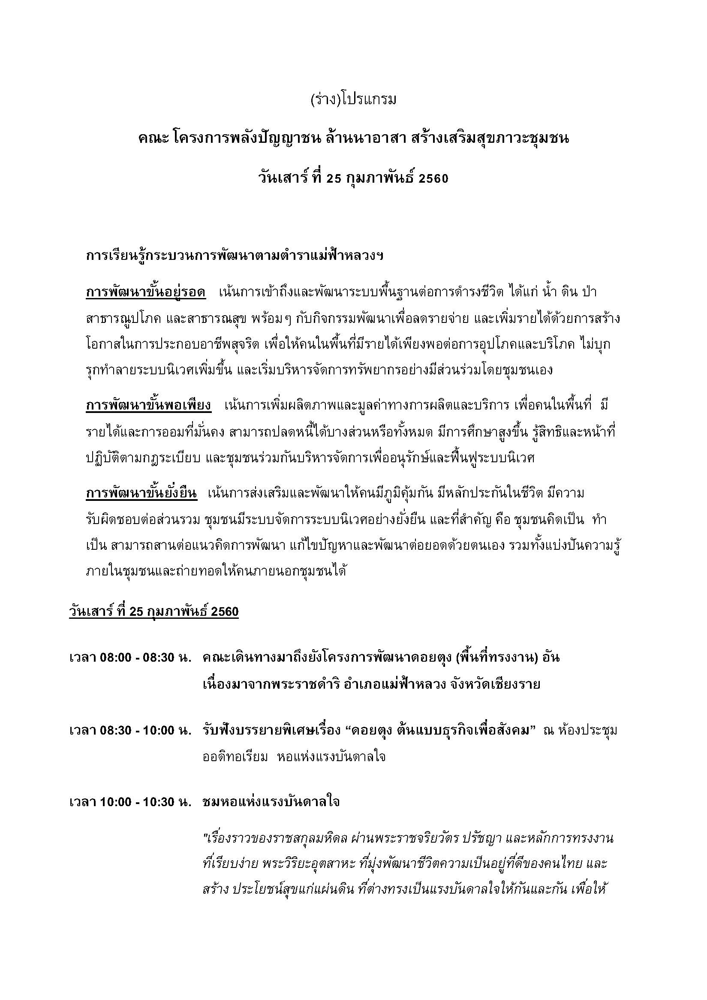 (ร่าง)โปรแกรม
คณะ โครงการพลังปัญญาชน ล้านนาอาสา สร้างเสริมสุขภาวะชุมชน
วันเสาร์ ที่ 25 กุมภาพันธ์ 2560
การเรียนรู้กระบวนการพัฒนาตามตำราแม่ฟ้าหลวงฯ
การพัฒนาขั้นอยู่รอด เน้นการเข้าถึงและพัฒนาระบบพื้นฐานต่อการดำรงชีวิต ได้แก่ น้ำ ดิน ป่า
สาธารณูปโภค และสาธารณสุข พร้อมๆ กับกิจกรรมพัฒนาเพื่อลดรายจ่าย และเพิ่มรายได้ด้วยการสร้าง
โอกาสในการประกอบอาชีพสุจริต เพื่อให้คนในพื้นที่มีรายได้เพียงพอต่อการอุปโภคและบริโภค ไม่บุก
รุกทำลายระบบนิเวศเพิ่มขึ้น และเริ่มบริหารจัดการทรัพยากรอย่างมีส่วนร่วมโดยชุมชนเอง
การพัฒนาขั้นพอเพียง เน้นการเพิ่มผลิตภาพและมูลค่าทางการผลิตและบริการ เพื่อคนในพื้นที่ มี
รายได้และการออมที่มั่นคง สามารถปลดหนี้ได้บางส่วนหรือทั้งหมด มีการศึกษาสูงขึ้น รู้สิทธิและหน้าที่
ปฏิบัติตามกฎระเบียบ และชุมชนร่วมกันบริหารจัดการเพื่ออนุรักษ์และฟื้นฟูระบบนิเวศ
การพัฒนาขั้นยั่งยืน เน้นการส่งเสริมและพัฒนาให้คนมีภูมิคุ้มกัน มีหลักประกันในชีวิต มีความ
รับผิดชอบต่อส่วนรวม ชุมชนมีระบบจัดการระบบนิเวศอย่างยั่งยืน และที่สำคัญ คือ ชุมชนคิดเป็น ทำ
เป็น สามารถสานต่อแนวคิดการพัฒนา แก้ไขปัญหาและพัฒนาต่อยอดด้วยตนเอง รวมทั้งแบ่งปันความรู้
ภายในชุมชนและถ่ายทอดให้คนภายนอกชุมชนได้
วันเสาร์ ที่ 25 กุมภาพันธ์ 2560
เวลา 08:00 - 08:30 น. คณะเดินทางมาถึงยังโครงการพัฒนาดอยตุง (พื้นที่ทรงงาน) อัน
เนื่องมาจากพระราชดำริ อำเภอแม่ฟ้าหลวง จังหวัดเชียงราย
เวลา 08:30 - 10:00 น. รับฟังบรรยายพิเศษเรื่อง “ดอยตุง ต้นแบบธุรกิจเพื่อสังคม” ณ ห้องประชุม
ออดิทอเรียม หอแห่งแรงบันดาลใจ
เวลา 10:00 - 10:30 น. ชมหอแห่งแรงบันดาลใจ
"เรื่องราวของราชสกุลมหิดล ผ่านพระราชจริยวัตร ปรัชญา และหลักการทรงงาน
ที่เรียบง่าย พระวิริยะอุตสาหะ ที่มุ่งพัฒนาชีวิตความเป็นอยู่ที่ดีของคนไทย และ
สร้าง ประโยชน์สุขแก่แผ่นดิน ที่ต่างทรงเป็นแรงบันดาลใจให้กันและกัน เพื่อให้